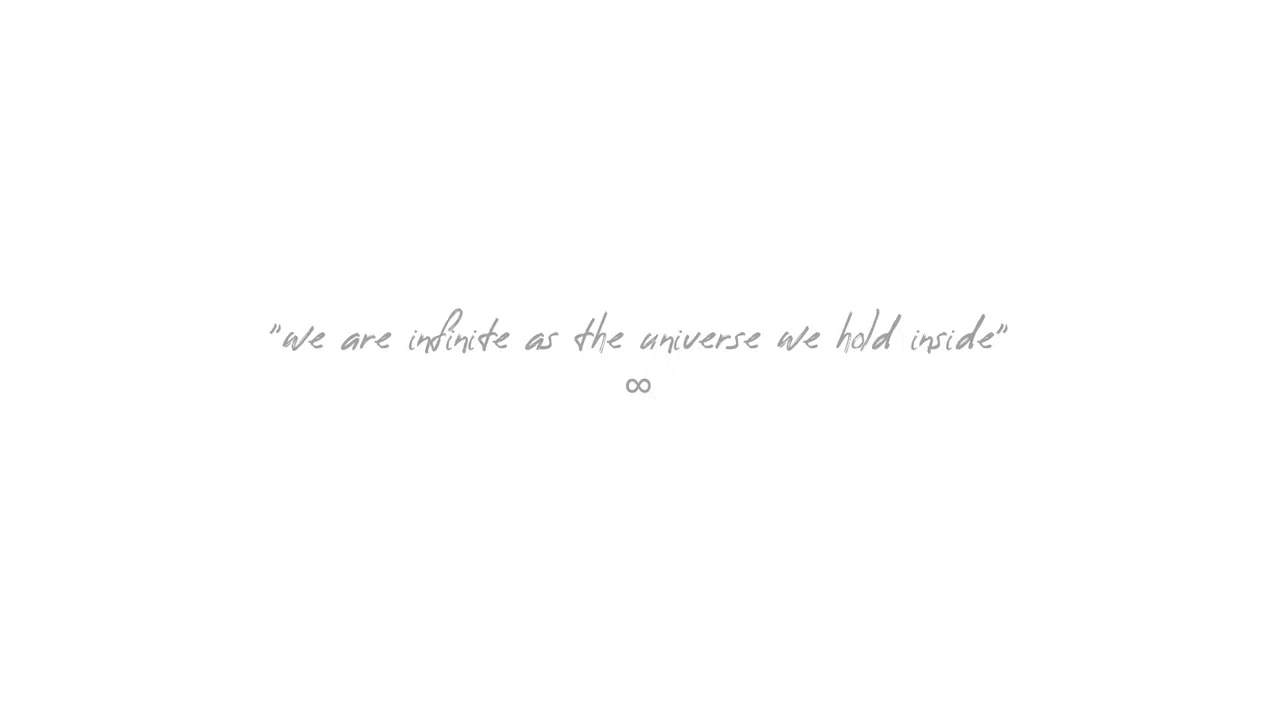 "we are infinite as the universe we hold inside"
∞